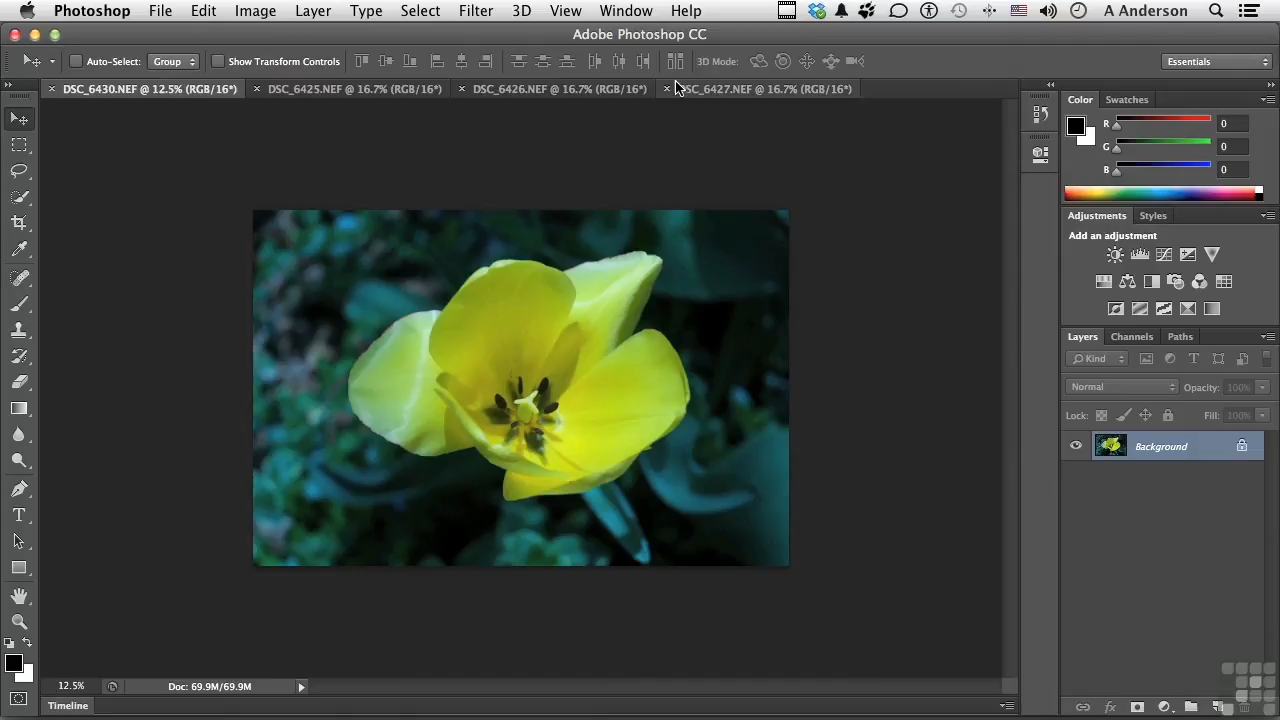 Photoshop File Edit Image Layer Type Select Filter 3D View Window Help A Anderson
Adobe Photoshop CC
Auto-Select: Group Show Transform Controls 3D Mode: Essentials
DSC_6430.NEF @ 12.5% (RGB/16*) DSC_6425.NEF @ 16.7% (RGB/16*) DSC_6426.NEF @ 16.7% (RGB/16*) SC_6427.NEF @ 16.7% (RGB/16*)
Color Swatches
R 0
G 0
B 0
Adjustments Styles
Add an adjustment
Layers Channels Paths
Kind
Normal Opacity: 100%
Lock: Fill: 100%
Background
12.5% Doc: 69.9M/69.9M
Timeline